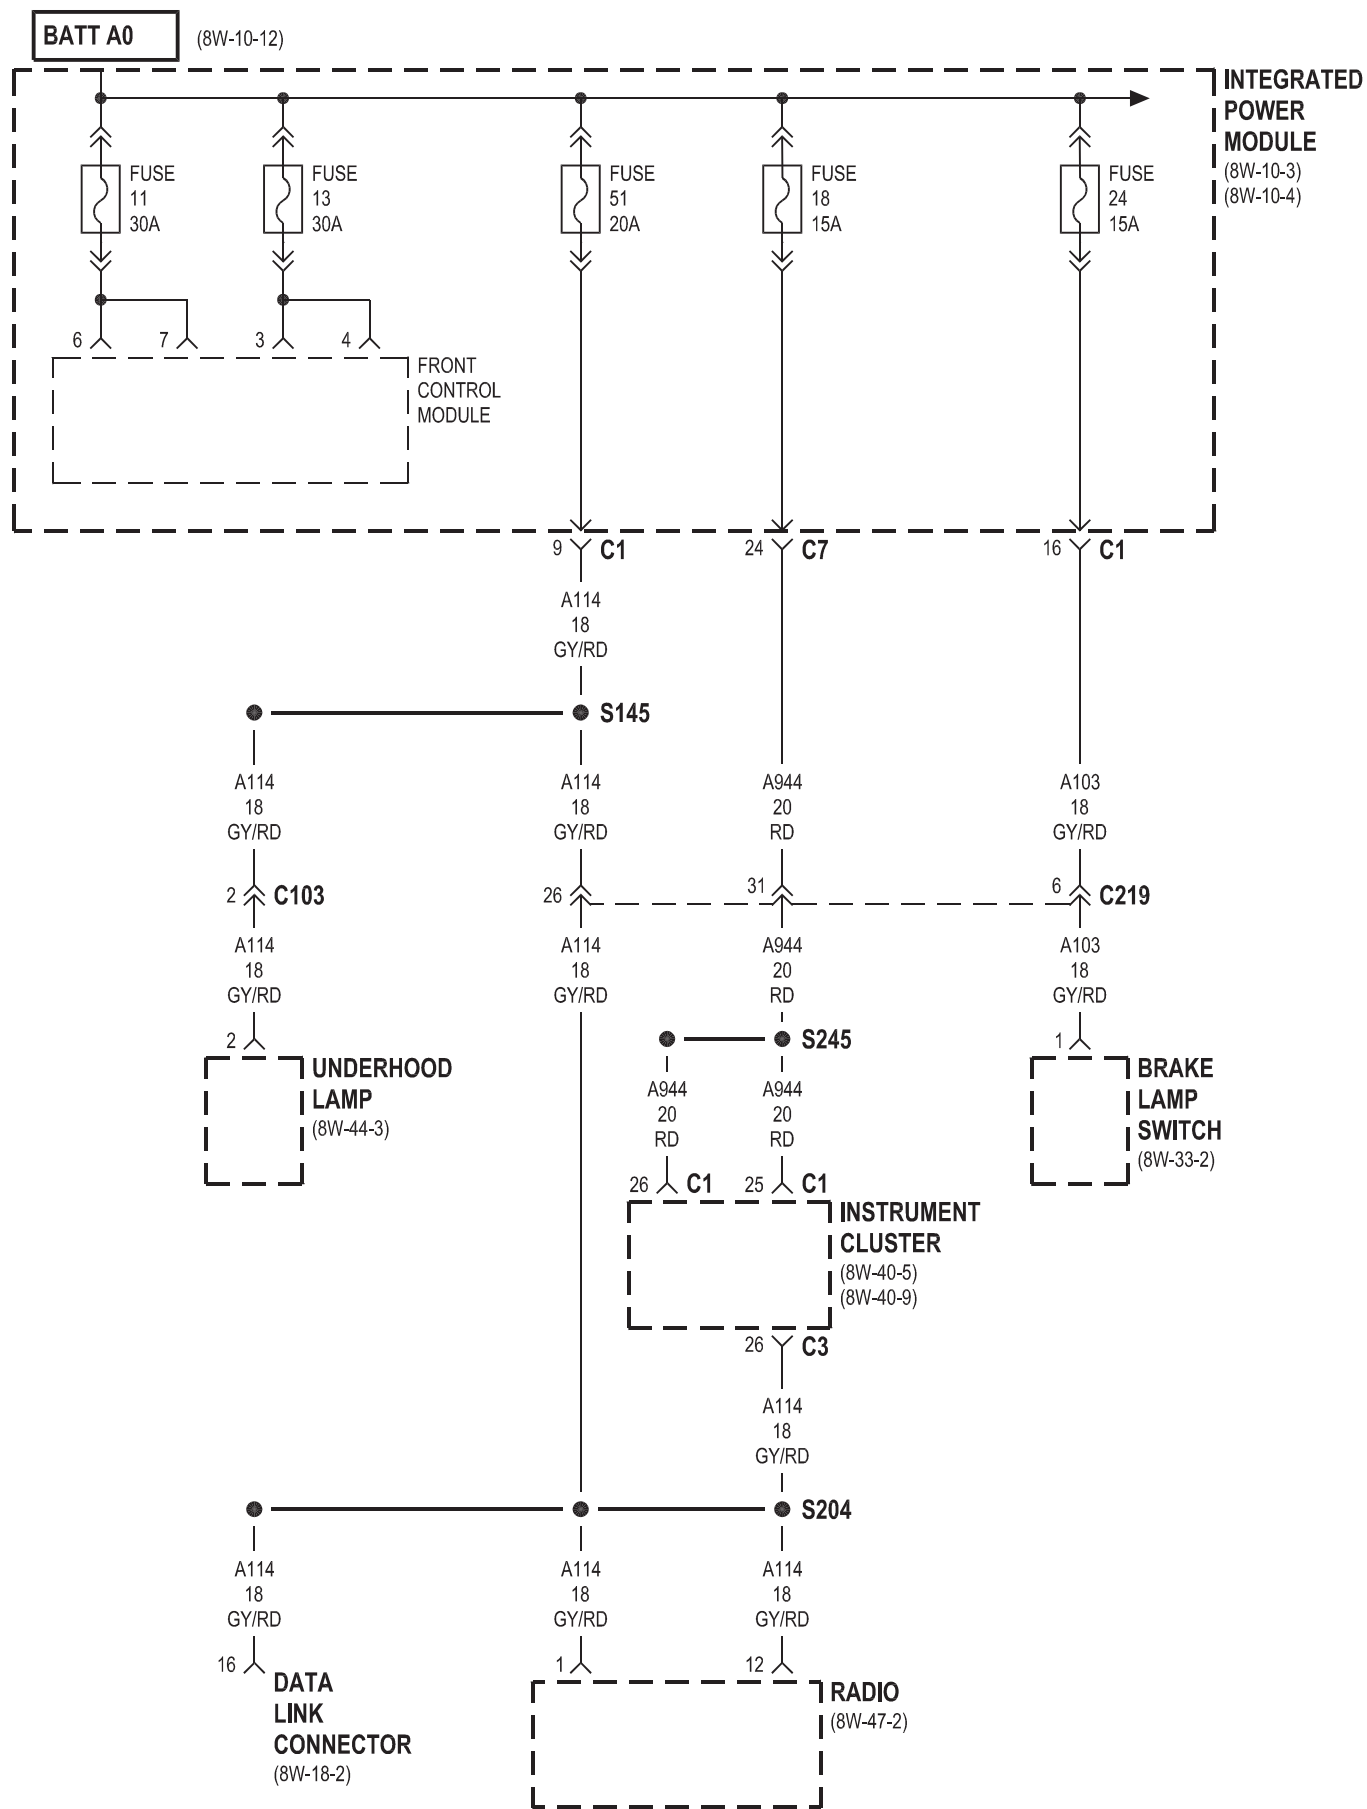 BATT A0
(8W-10-12)
INTEGRATED
POWER
MODULE
(8W-10-3)
(8W-10-4)
FUSE
11
30A
FUSE
13
30A
FUSE
51
20A
FUSE
18
15A
FUSE
24
15A
6
7
3
4
FRONT
CONTROL
MODULE
9
C1
24
C7
16
C1
A114
18
GY/RD
S145
A114
18
GY/RD
A114
18
GY/RD
A944
20
RD
A103
18
GY/RD
2
C103
26
31
6
C219
A114
18
GY/RD
A114
18
GY/RD
A944
20
RD
A103
18
GY/RD
2
UNDERHOOD
LAMP
(8W-44-3)
S245
1
BRAKE
LAMP
SWITCH
(8W-33-2)
A944
20
RD
A944
20
RD
26
C1
25
C1
INSTRUMENT
CLUSTER
(8W-40-5)
(8W-40-9)
26
C3
A114
18
GY/RD
S204
A114
18
GY/RD
A114
18
GY/RD
A114
18
GY/RD
16
DATA
LINK
CONNECTOR
(8W-18-2)
1
12
RADIO
(8W-47-2)